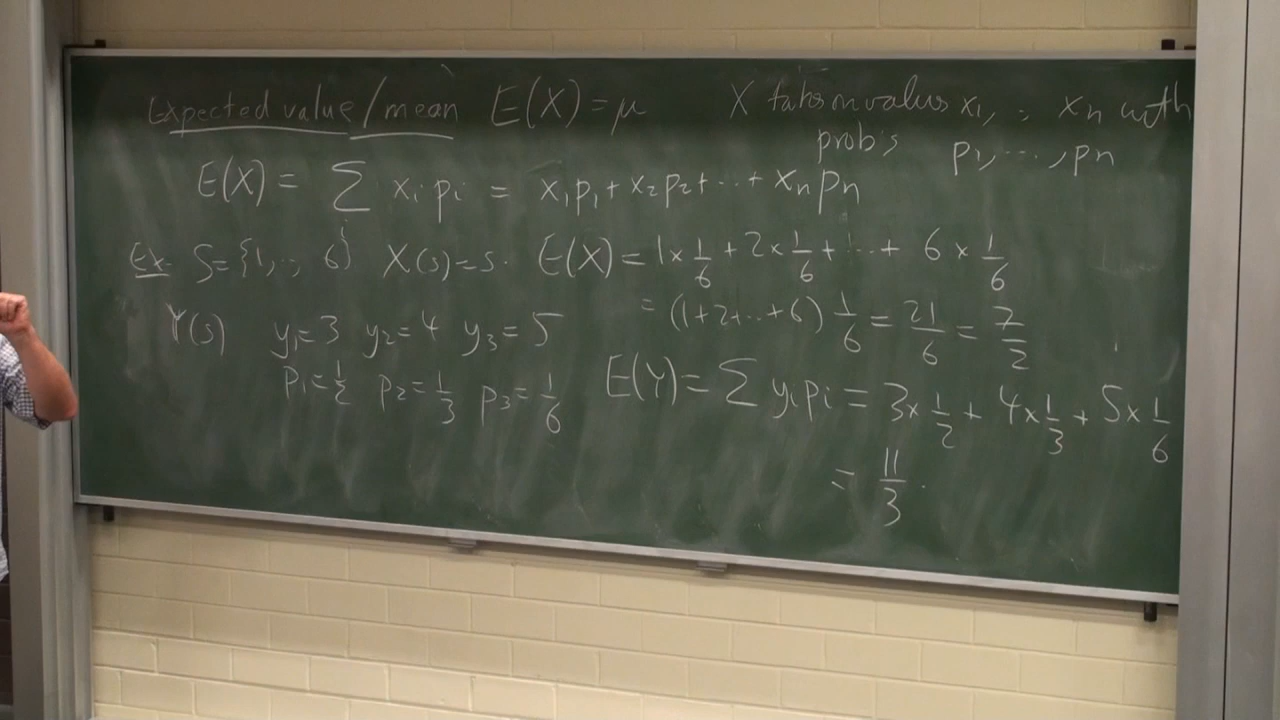 Expected value / mean E(X) = μ X takes on values x₁, .., xₙ with
prob's p₁, ..., pₙ
E(X) = ∑ᵢ xᵢ pᵢ = x₁p₁ + x₂p₂ + ... + xₙpₙ
Ex. S = {1, .., 6} X(s) = s. E(X) = 1 × 1/6 + 2 × 1/6 + ... + 6 × 1/6
= (1+2+...+6) 1/6 = 21/6 = 7/2
Y(s) y₁ = 3 y₂ = 4 y₃ = 5
p₁ = 1/2 p₂ = 1/3 p₃ = 1/6
E(Y) = ∑ yᵢ pᵢ = 3 × 1/2 + 4 × 1/3 + 5 × 1/6
= 11/3.